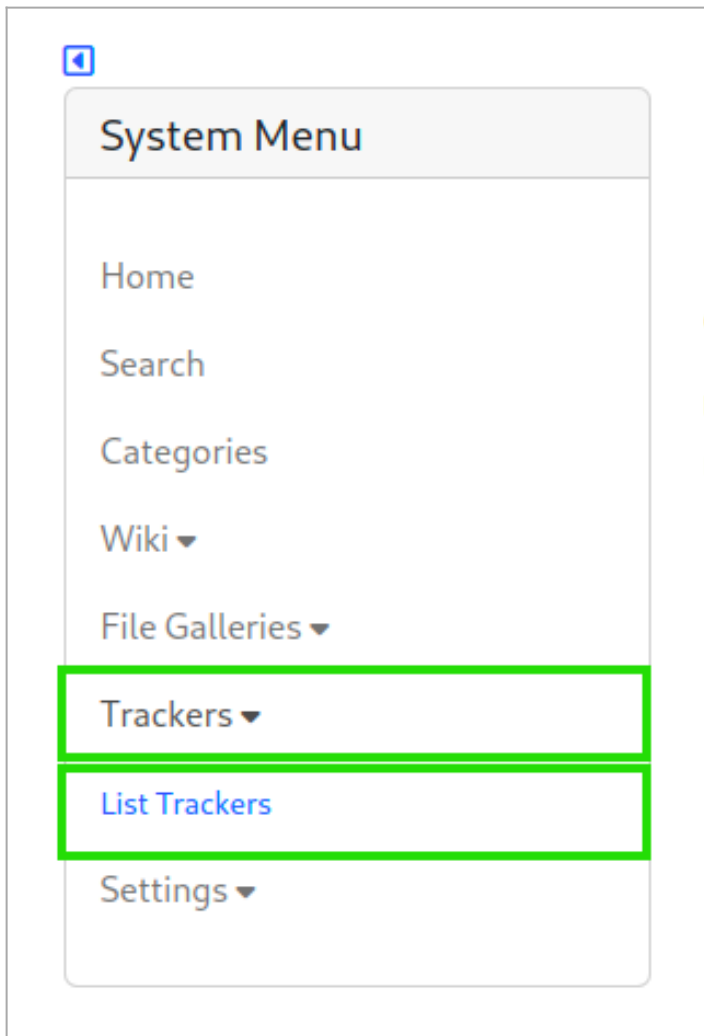 System Menu
Home
Search
Categories
Wiki
File Galleries
Trackers
List Trackers
Settings